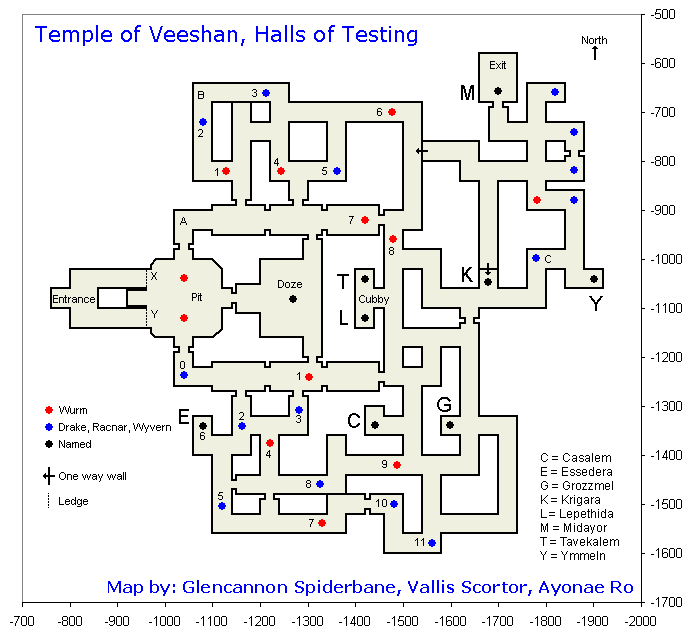 Temple of Veeshan, Halls of Testing
North
Exit
M
B
3
2
6
1
4
5
A
7
8
X
Doze
T
K
C
Entrance
Pit
Cubby
Y
Y
L
0
1
E
2
3
C
G
6
4
9
8
5
10
7
11
Wurm
Drake, Racnar, Wyvern
Named
One way wall
Ledge
C = Casalem
E = Essedera
G = Grozzmel
K = Krigara
L = Lepethida
M = Midayor
T = Tavekalem
Y = Ymmeln
Map by: Glencannon Spiderbane, Vallis Scortor, Ayonae Ro
-500
-600
-700
-800
-900
-1000
-1100
-1200
-1300
-1400
-1500
-1600
-1700
-700 -800 -900 -1000 -1100 -1200 -1300 -1400 -1500 -1600 -1700 -1800 -1900 -2000